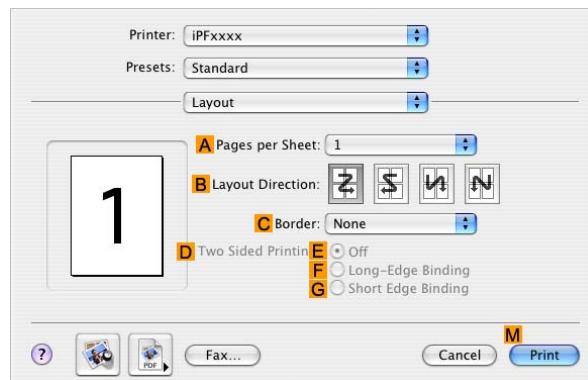 Printer: iPFxxxx
Presets: Standard
Layout
A Pages per Sheet: 1
1
B Layout Direction:
C Border: None
D Two Sided Printin E Off
F Long-Edge Binding
G Short Edge Binding
M
? PDF Fax... Cancel Print